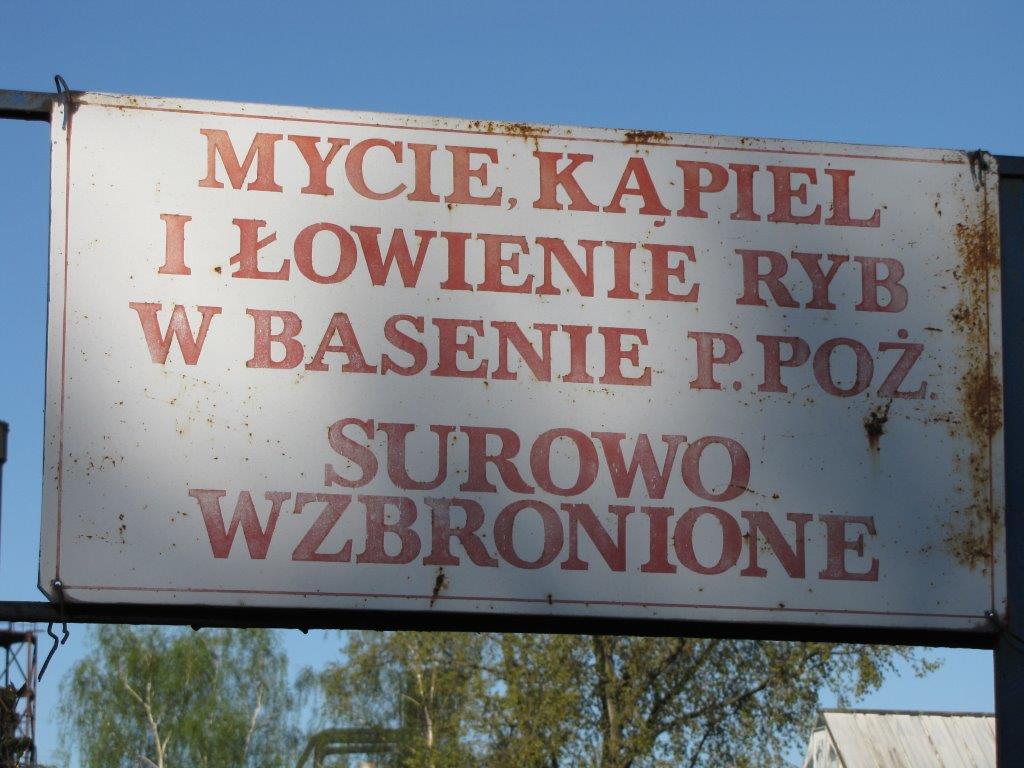 MYCIE, KĄPIEL
I ŁOWIENIE RYB
W BASENIE P.POŻ.
SUROWO
WZBRONIONE